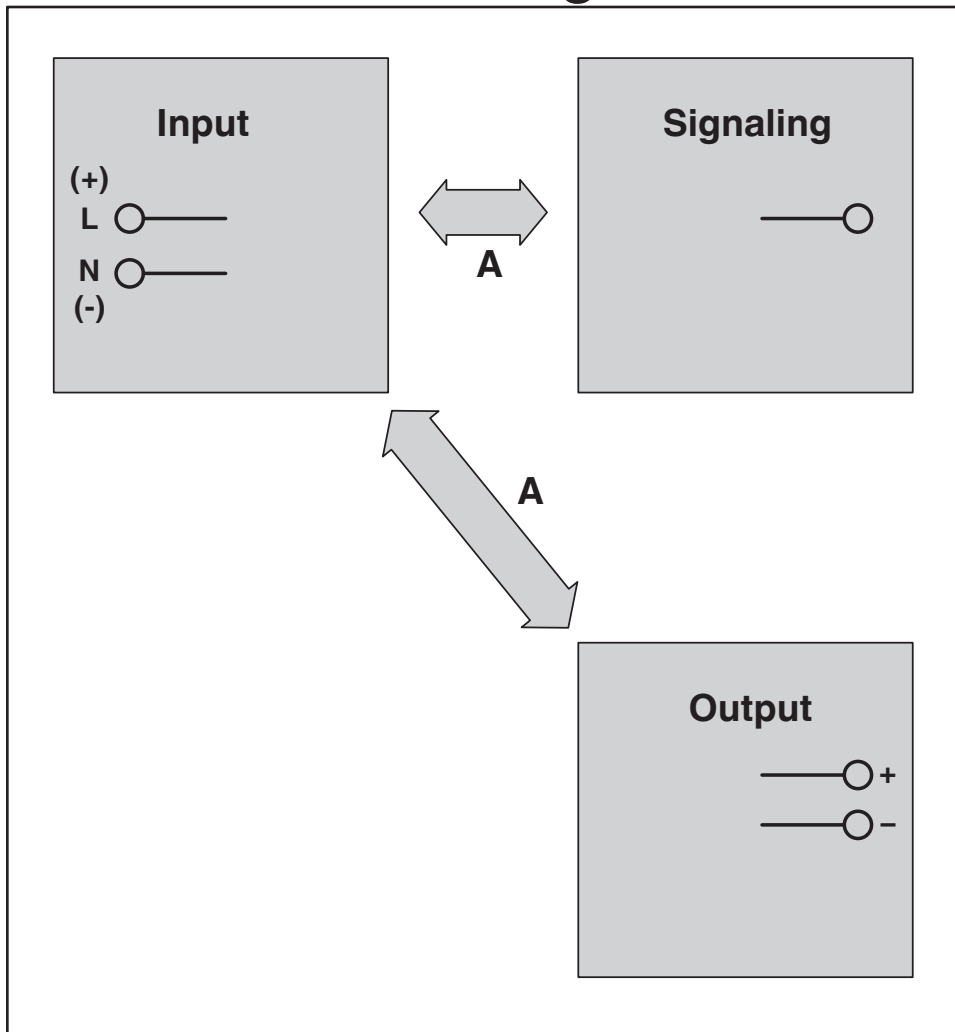 Input
(+)
L
N
(-)
A
Signaling
A
Output
+
–